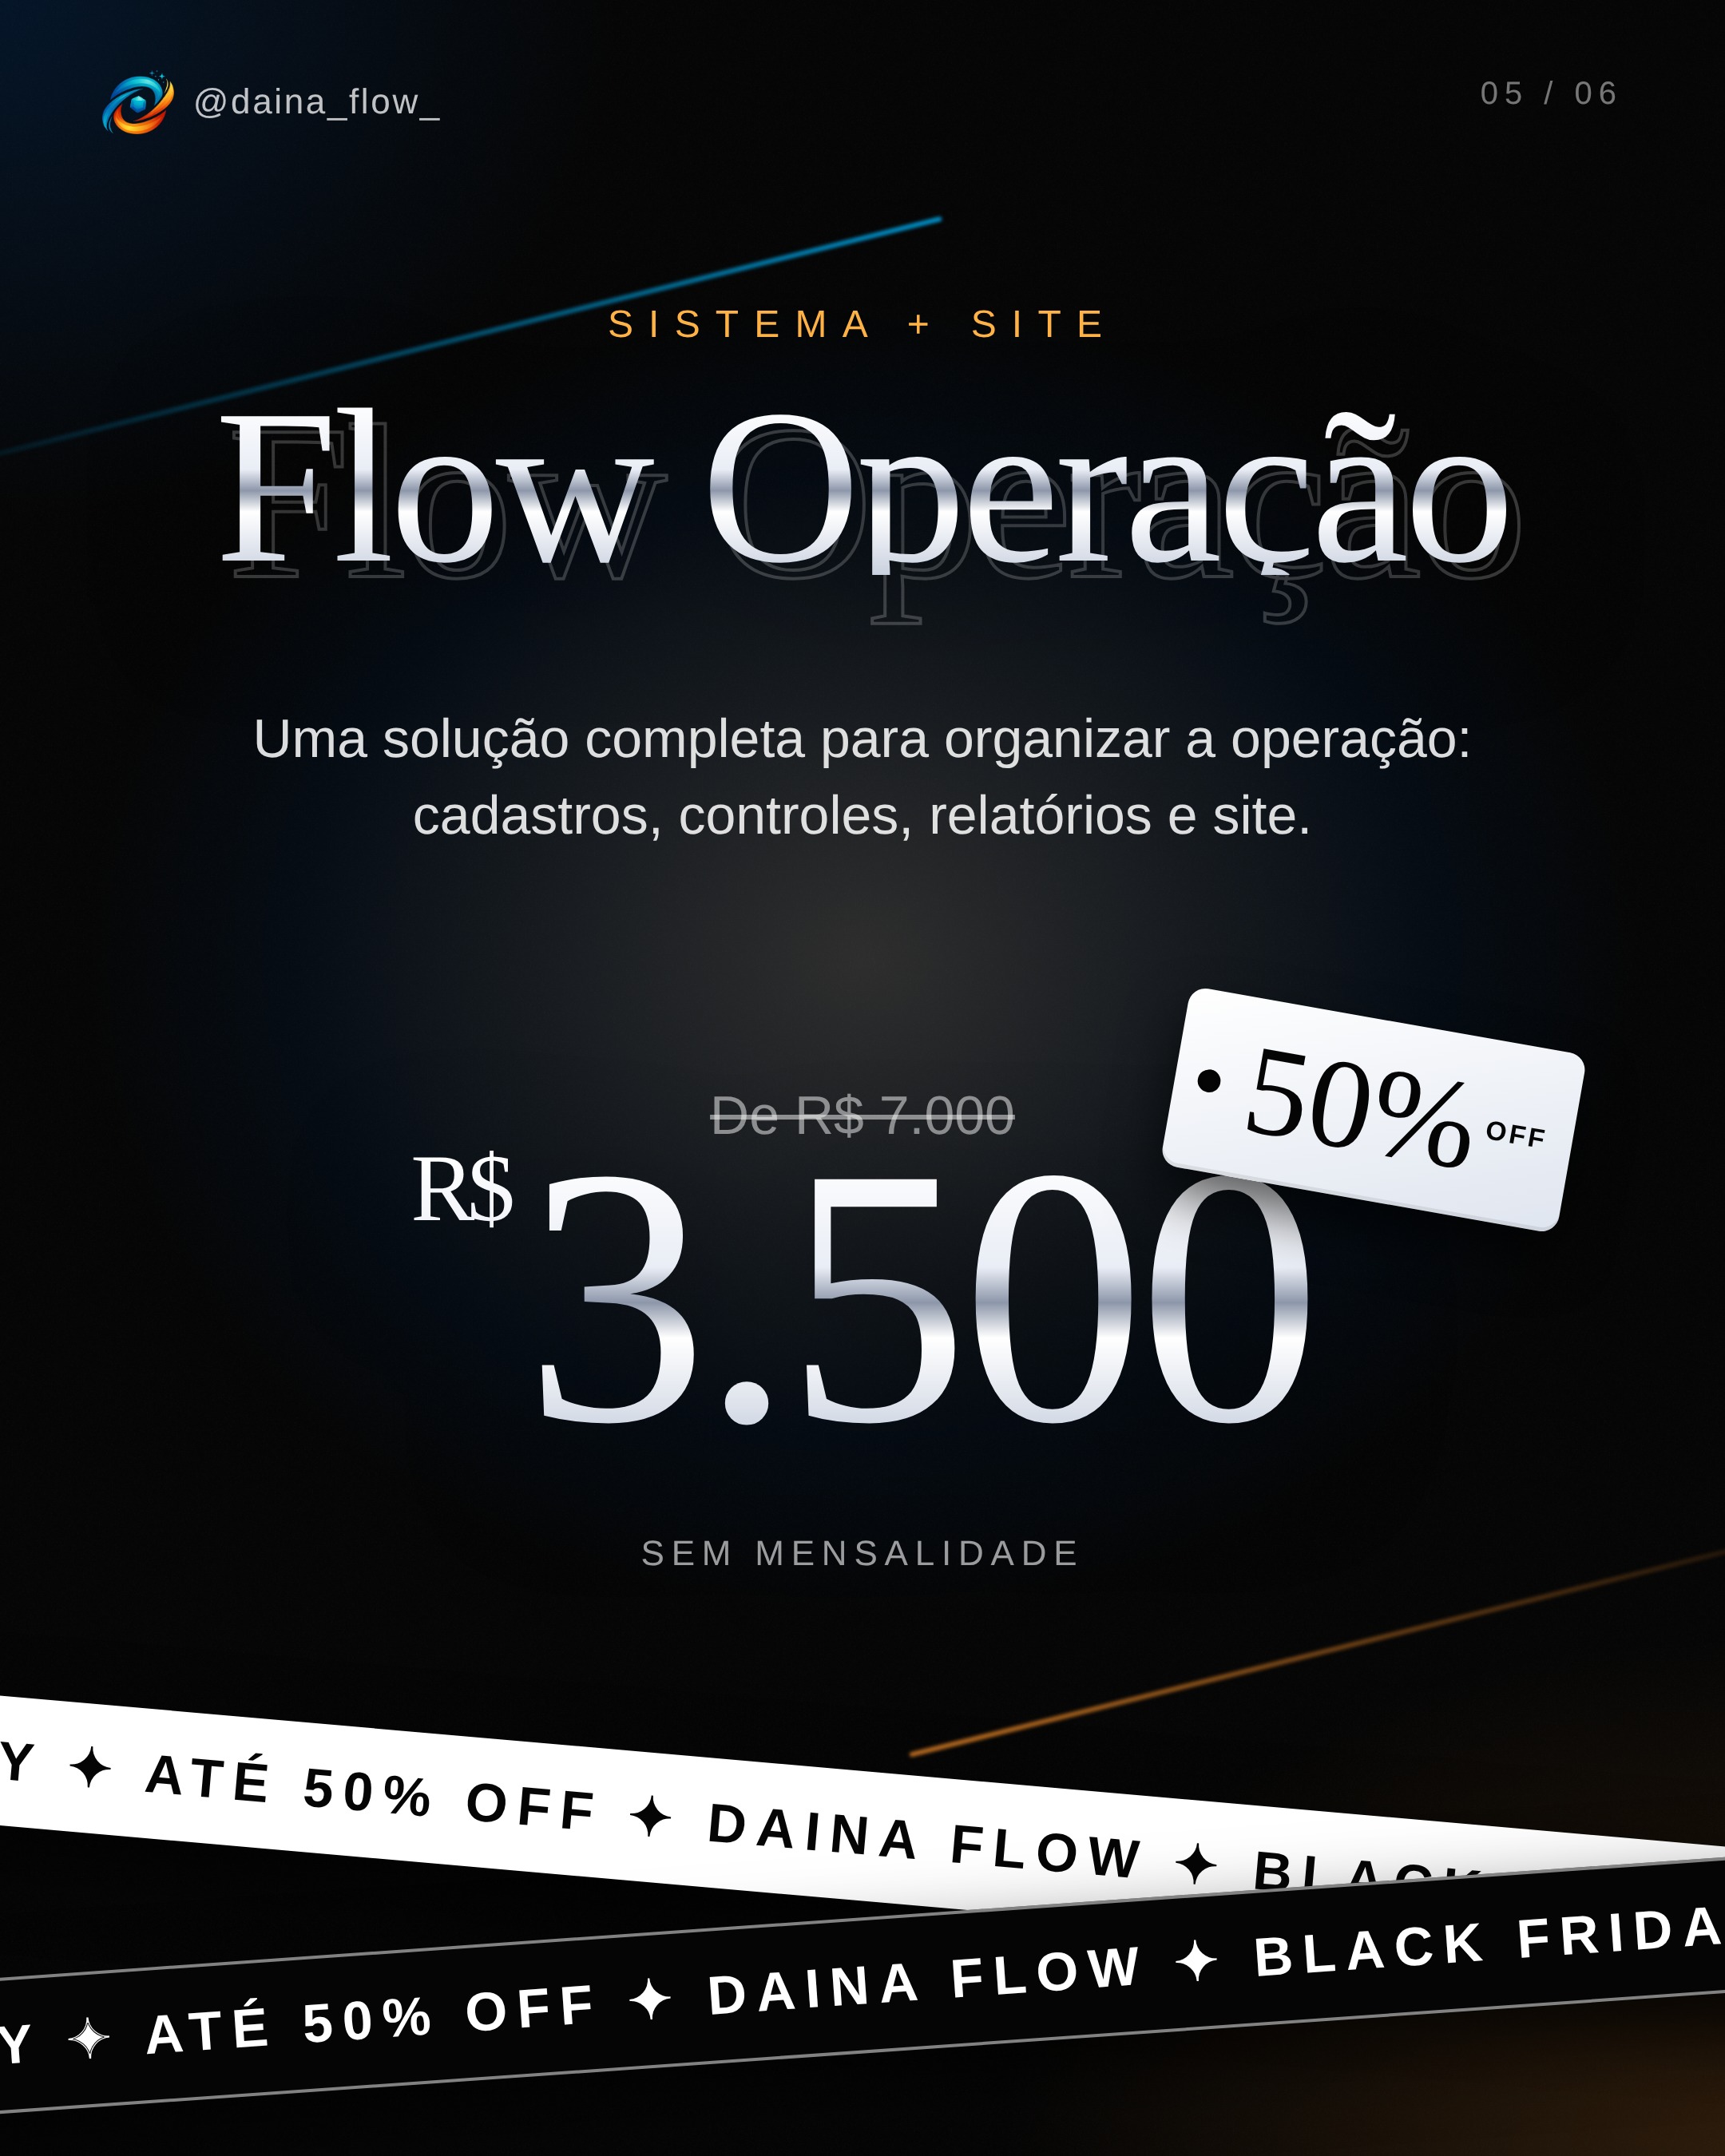 @daina_flow_
05 / 06
SISTEMA + SITE
Flow Operação
Uma solução completa para organizar a operação:
cadastros, controles, relatórios e site.
50% OFF
De R$ 7.000
R$ 3.500
SEM MENSALIDADE
Y ✦ ATÉ 50% OFF ✦ DAINA FLOW ✦ BLACK
Y ✦ ATÉ 50% OFF ✦ DAINA FLOW ✦ BLACK FRIDA